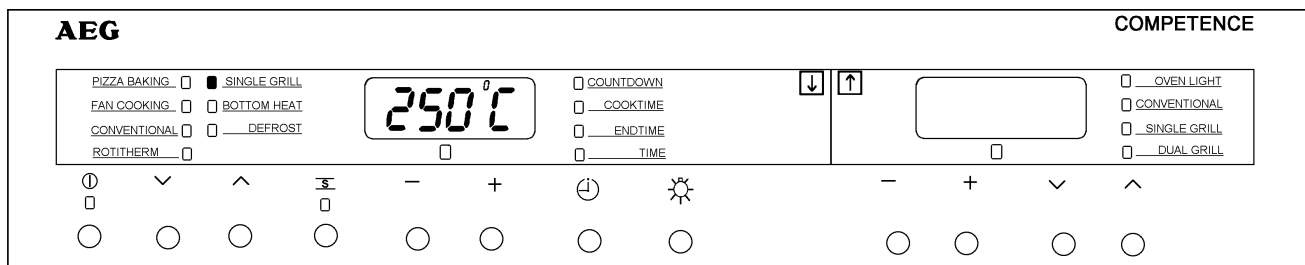 AEG
COMPETENCE
PIZZA BAKING
FAN COOKING
CONVENTIONAL
ROTITHERM
SINGLE GRILL
BOTTOM HEAT
DEFROST
250°C
COUNTDOWN
COOKTIME
ENDTIME
TIME
↓ ↑
OVEN LIGHT
CONVENTIONAL
SINGLE GRILL
DUAL GRILL
S
− +
− +